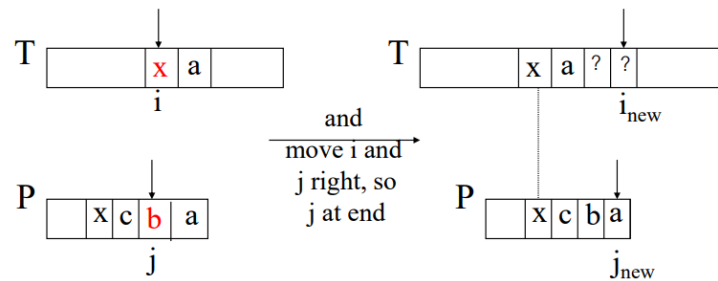 T
x a
i
P
x c b a
j
and
move i and
j right, so
j at end
T
x a ? ?
i new
P
x c b a
j new